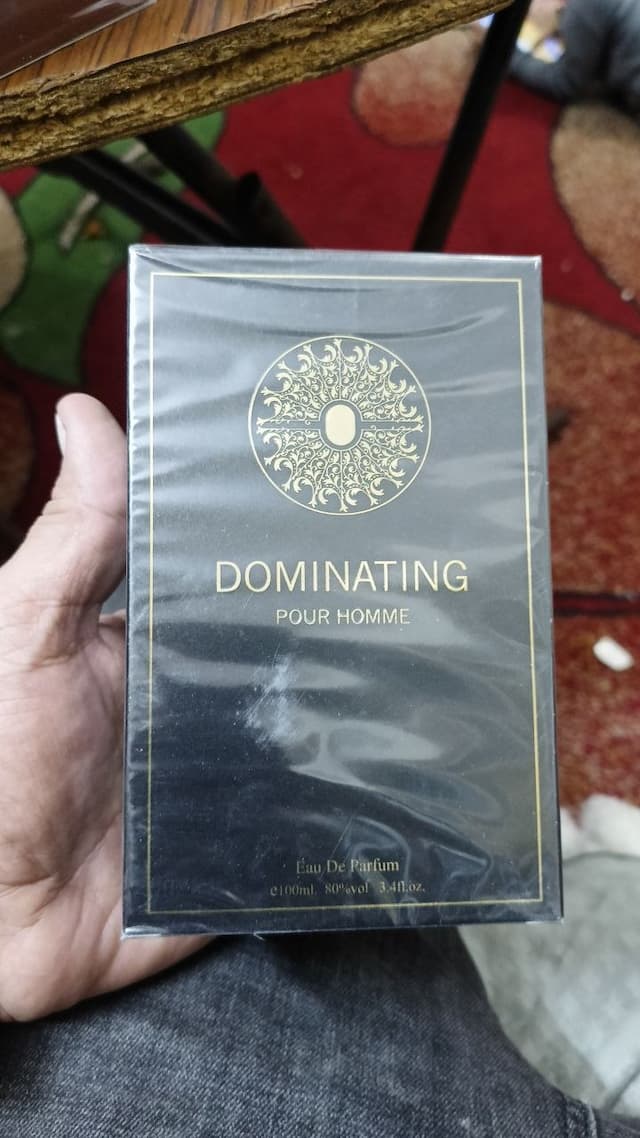 DOMINATING
POUR HOMME
Eau De Parfum
e100ml 80%vol 3.4fl.oz.